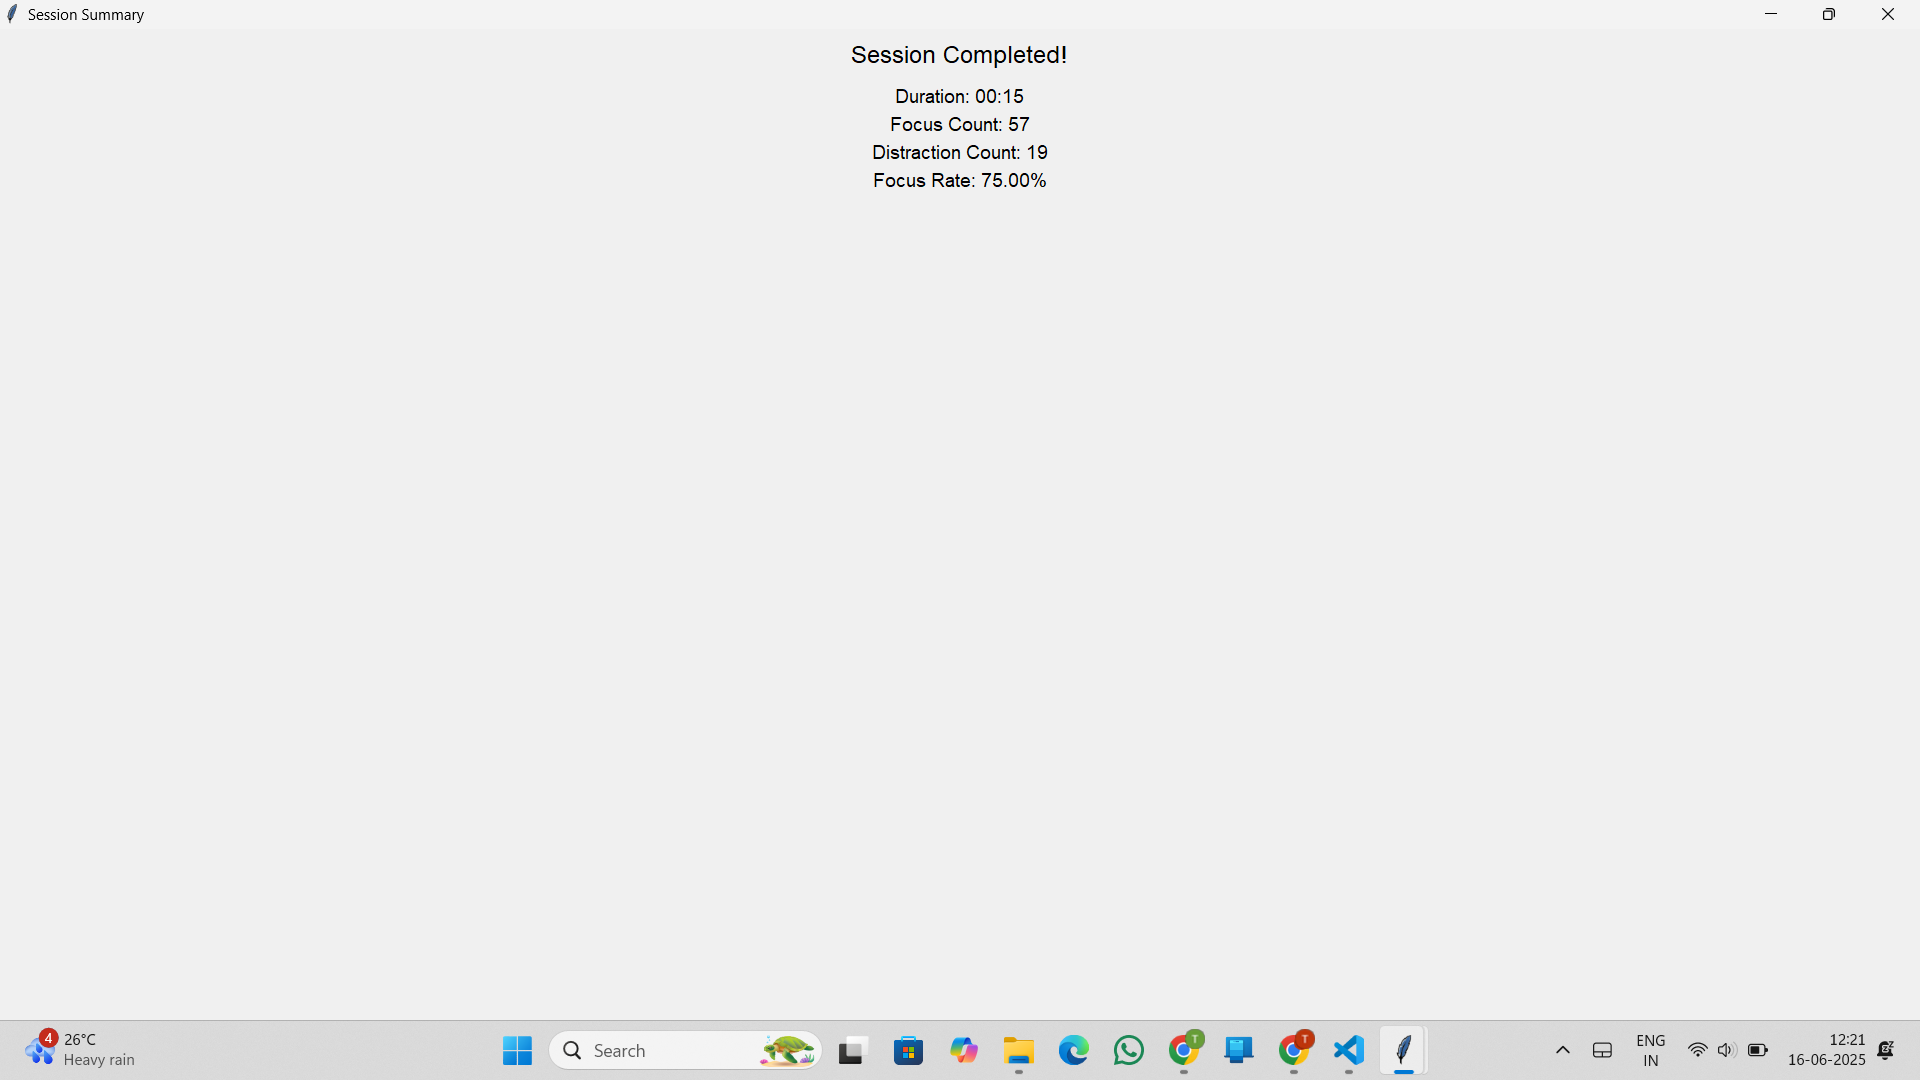 Session Summary
Session Completed!
Duration: 00:15
Focus Count: 57
Distraction Count: 19
Focus Rate: 75.00%
4
26°C
Heavy rain
Search
T
T
ENG
IN
12:21
16-06-2025